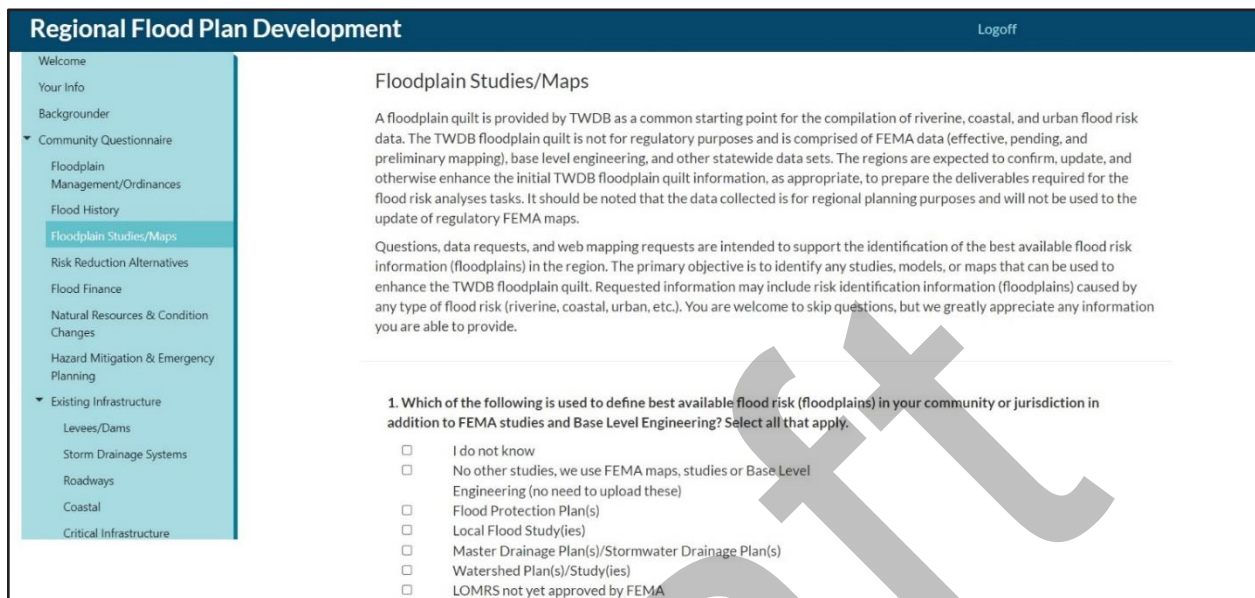 Regional Flood Plan Development
Logoff
Welcome
Your Info
Backgrounder
Community Questionnaire
Floodplain
Management/Ordinances
Flood History
Floodplain Studies/Maps
Risk Reduction Alternatives
Flood Finance
Natural Resources & Condition
Changes
Hazard Mitigation & Emergency
Planning
Existing Infrastructure
Levees/Dams
Storm Drainage Systems
Roadways
Coastal
Critical Infrastructure
Floodplain Studies/Maps
A floodplain quilt is provided by TWDB as a common starting point for the compilation of riverine, coastal, and urban flood risk
data. The TWDB floodplain quilt is not for regulatory purposes and is comprised of FEMA data (effective, pending, and
preliminary mapping), base level engineering, and other statewide data sets. The regions are expected to confirm, update, and
otherwise enhance the initial TWDB floodplain quilt information, as appropriate, to prepare the deliverables required for the
flood risk analyses tasks. It should be noted that the data collected is for regional planning purposes and will not be used to the
update of regulatory FEMA maps.
Questions, data requests, and web mapping requests are intended to support the identification of the best available flood risk
information (floodplains) in the region. The primary objective is to identify any studies, models, or maps that can be used to
enhance the TWDB floodplain quilt. Requested information may include risk identification information (floodplains) caused by
any type of flood risk (riverine, coastal, urban, etc.). You are welcome to skip questions, but we greatly appreciate any information
you are able to provide.
1. Which of the following is used to define best available flood risk (floodplains) in your community or jurisdiction in
addition to FEMA studies and Base Level Engineering? Select all that apply.
I do not know
No other studies, we use FEMA maps, studies or Base Level
Engineering (no need to upload these)
Flood Protection Plan(s)
Local Flood Study(ies)
Master Drainage Plan(s)/Stormwater Drainage Plan(s)
Watershed Plan(s)/Study(ies)
LOMRS not yet approved by FEMA